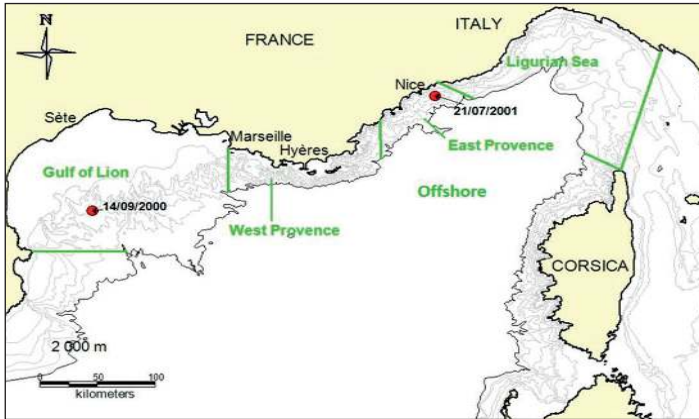 N
FRANCE
ITALY
Ligurian Sea
Nice
21/07/2001
Sète
Marseille
Hyères
East Provence
Gulf of Lion
Offshore
14/09/2000
West Provence
CORSICA
2 000 m
0 50 100
kilometers